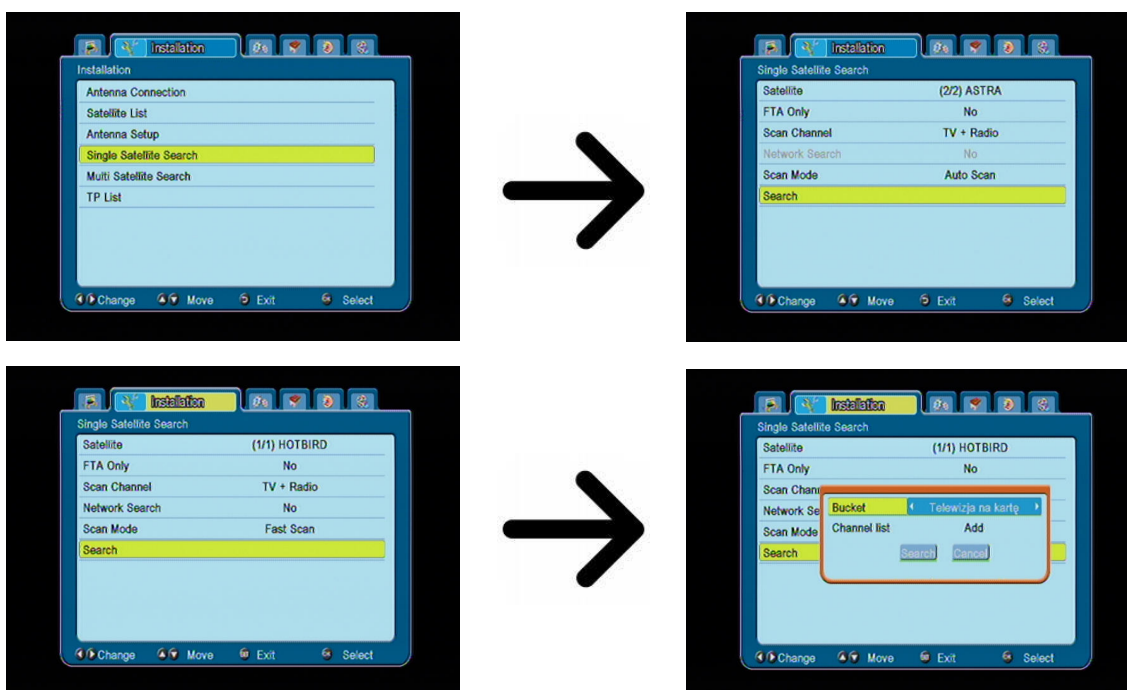 Installation
Installation
Antenna Connection
Satellite List
Antenna Setup
Single Satellite Search
Multi Satellite Search
TP List
Change Move Exit Select
Installation
Single Satellite Search
Satellite (2/2) ASTRA
FTA Only No
Scan Channel TV + Radio
Network Search No
Scan Mode Auto Scan
Search
Change Move Exit Select
Installation
Single Satellite Search
Satellite (1/1) HOTBIRD
FTA Only No
Scan Channel TV + Radio
Network Search No
Scan Mode Fast Scan
Search
Change Move Exit Select
Installation
Single Satellite Search
Satellite (1/1) HOTBIRD
FTA Only No
Scan Chann
Network Se
Scan Mode
Search
Bucket Telewizja na kartę
Channel list Add
Search Cancel
Change Move Exit Select